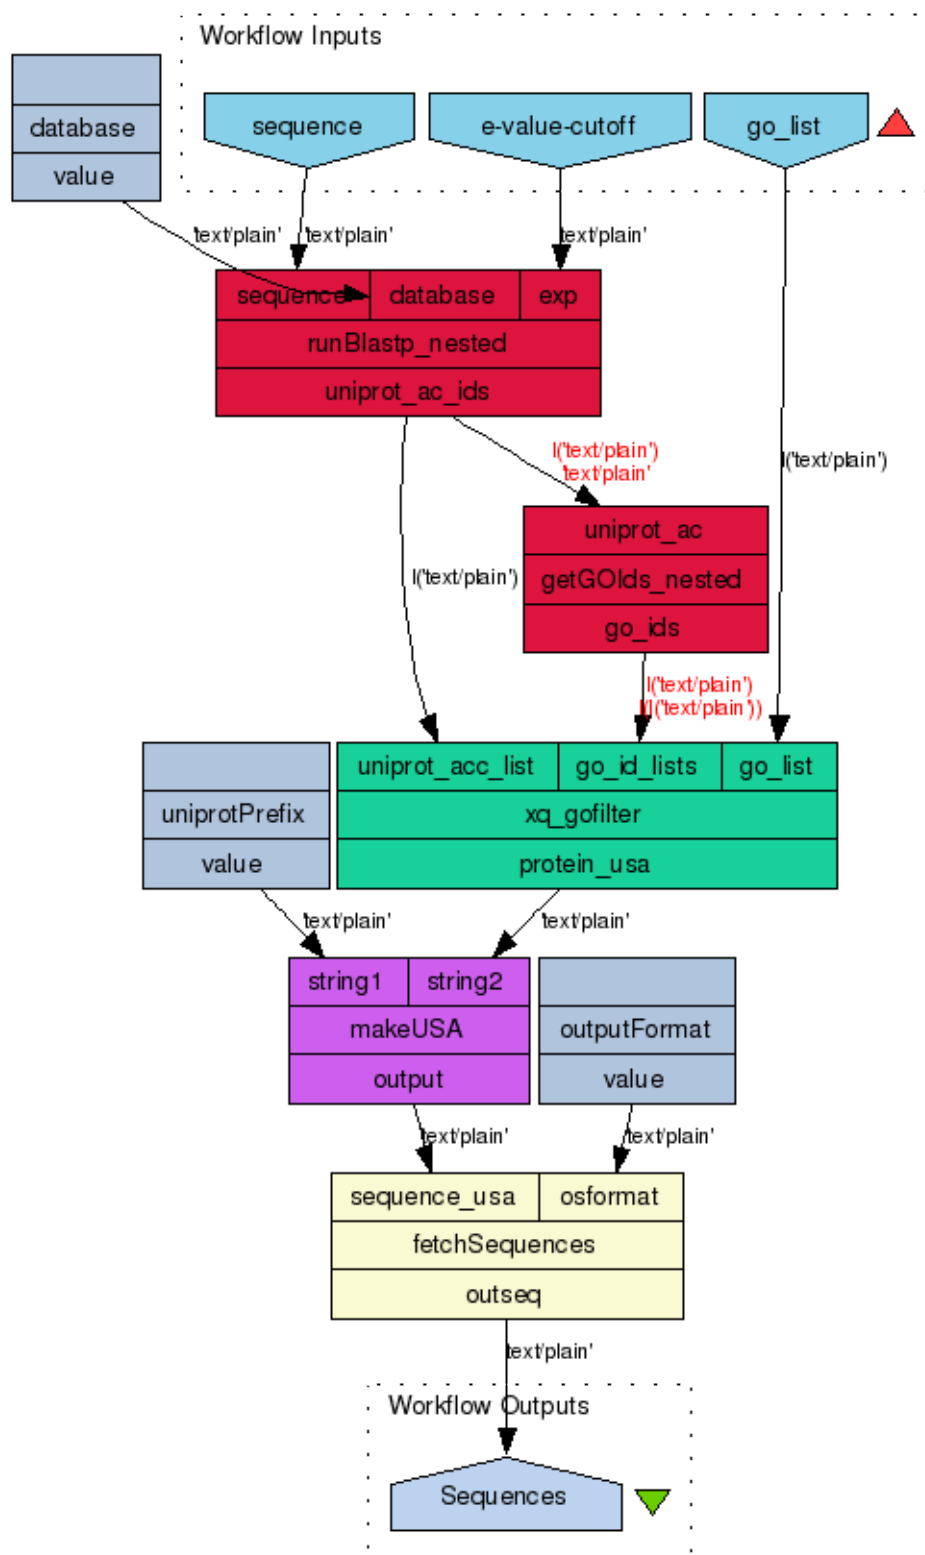 Workflow Inputs
database
value
sequence
e-value-cutoff
go_list
'text/plain'
'text/plain'
'text/plain'
sequence
database
exp
runBlastp_nested
uniprot_ac_ids
l('text/plain')
'text/plain'
l('text/plain')
uniprot_ac
getGOIds_nested
go_ids
l('text/plain')
l('text/plain')
l(l('text/plain'))
uniprot_acc_list
go_id_lists
go_list
xq_gofilter
protein_usa
uniprotPrefix
value
'text/plain'
'text/plain'
string1
string2
makeUSA
output
outputFormat
value
'text/plain'
'text/plain'
sequence_usa
osformat
fetchSequences
outseq
'text/plain'
Workflow Outputs
Sequences